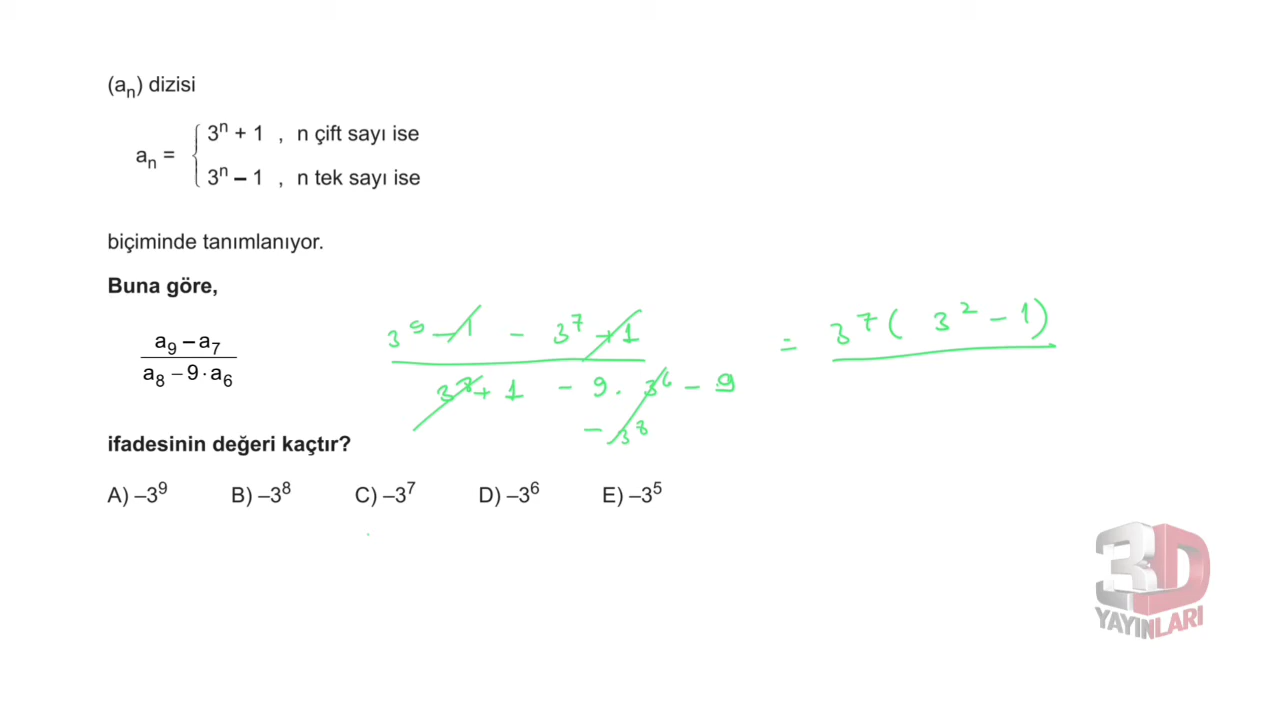 (aₙ) dizisi
aₙ = { 3ⁿ + 1 , n çift sayı ise
3ⁿ – 1 , n tek sayı ise
biçiminde tanımlanıyor.
Buna göre,
a₉ – a₇
a₈ – 9 · a₆
3⁹ – 1 – 3⁷ + 1 = 3⁷ ( 3² – 1 )
3⁸ + 1 – 9 . 3⁶ – 9
– 3⁸
ifadesinin değeri kaçtır?
A) –3⁹ B) –3⁸ C) –3⁷ D) –3⁶ E) –3⁵
3D
YAYINLARI